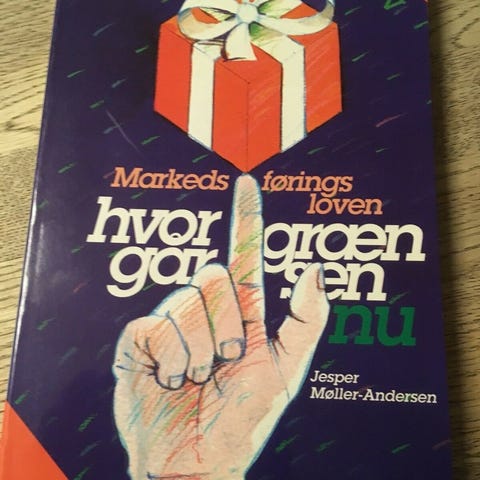 Markeds førings
loven
hvor græn
går sen
nu
Jesper
Møller-Andersen